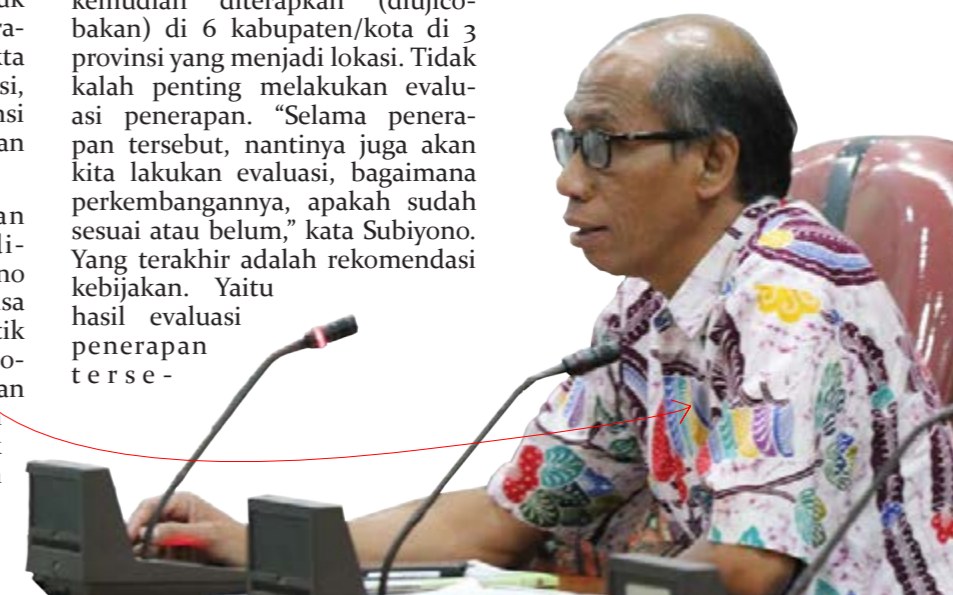 kemudian diterapkan (diujico-
bakan) di 6 kabupaten/kota di 3
provinsi yang menjadi lokasi. Tidak
kalah penting melakukan evalu-
asi penerapan. “Selama penera-
pan tersebut, nantinya juga akan
kita lakukan evaluasi, bagaimana
perkembangannya, apakah sudah
sesuai atau belum,” kata Subiyono.
Yang terakhir adalah rekomendasi
kebijakan. Yaitu
hasil evaluasi
penerapan
terse-